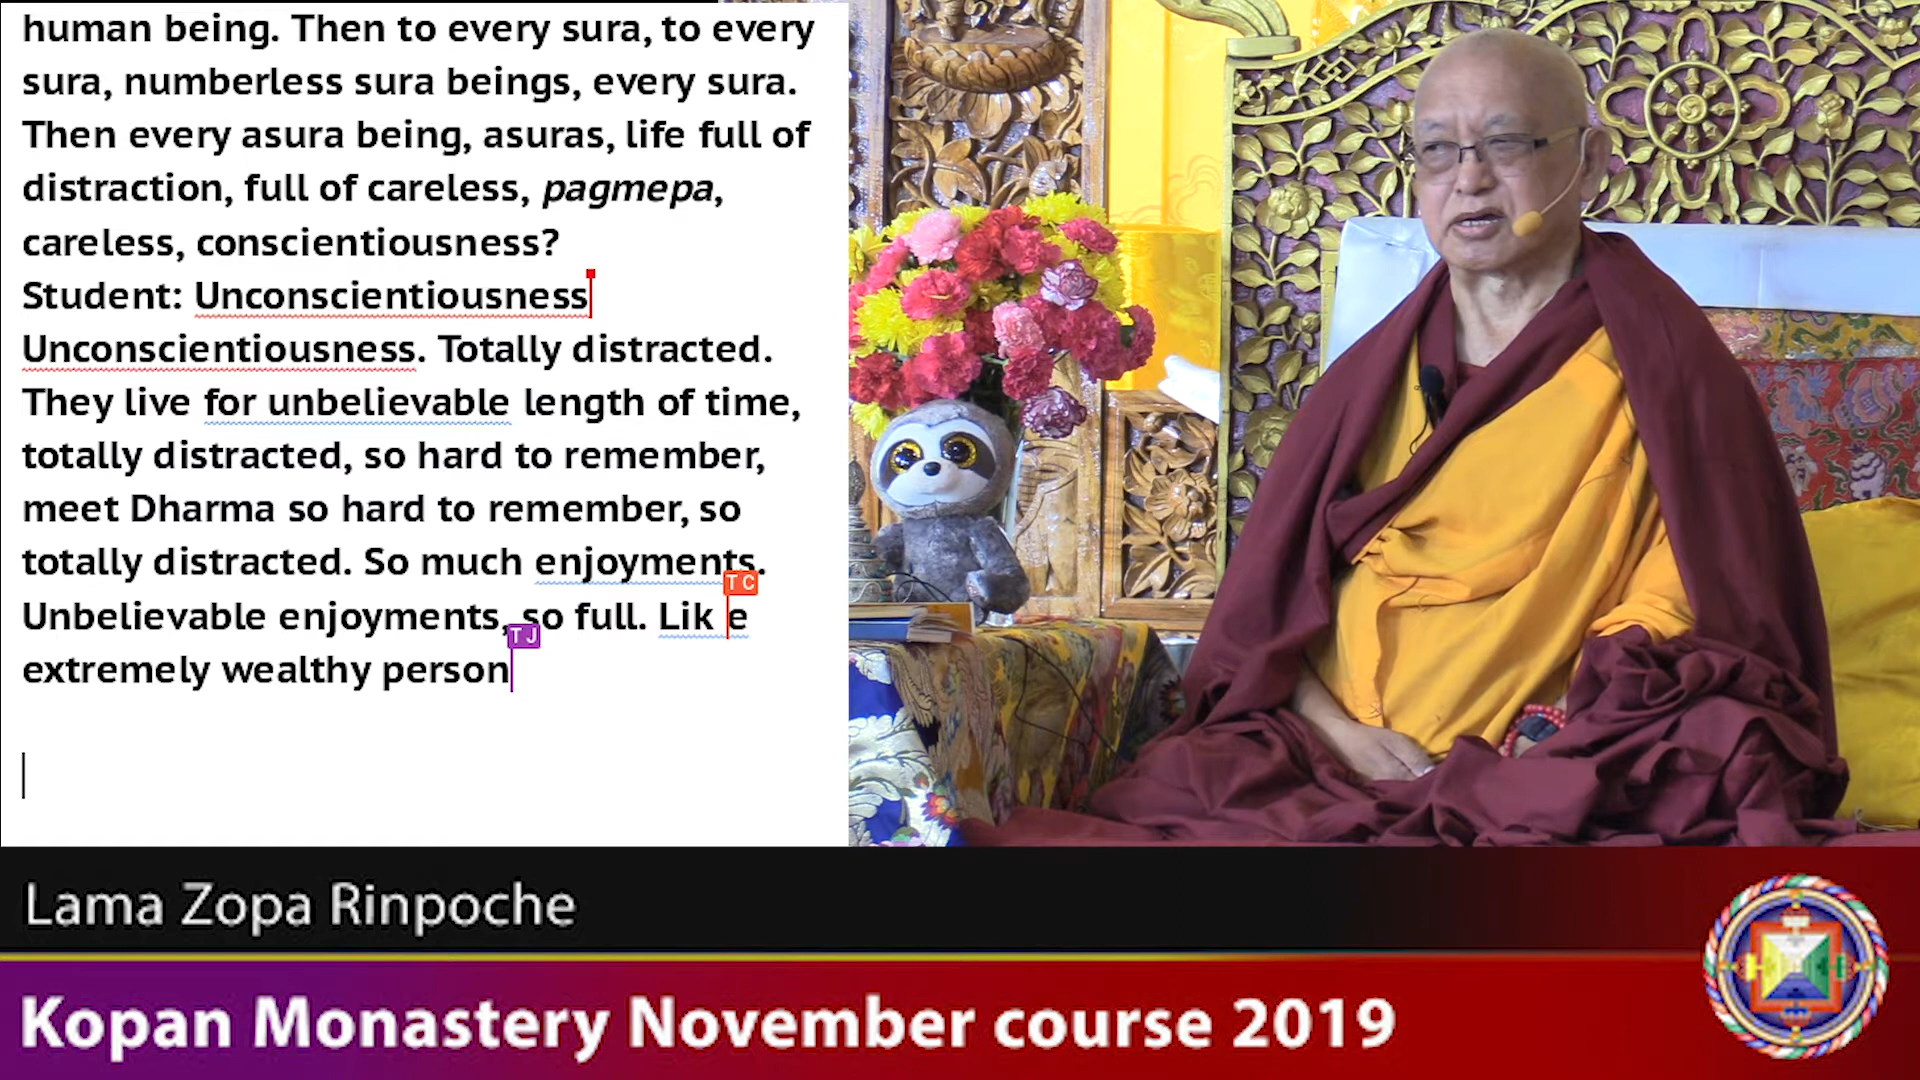 human being. Then to every sura, to every
sura, numberless sura beings, every sura.
Then every asura being, asuras, life full of
distraction, full of careless, pagmepa,
careless, conscientiousness?
Student: Unconscientiousness
Unconscientiousness. Totally distracted.
They live for unbelievable length of time,
totally distracted, so hard to remember,
meet Dharma so hard to remember, so
totally distracted. So much enjoyments.
TC
Unbelievable enjoyments, so full. Lik e
TJ
extremely wealthy person
Lama Zopa Rinpoche
Kopan Monastery November course 2019